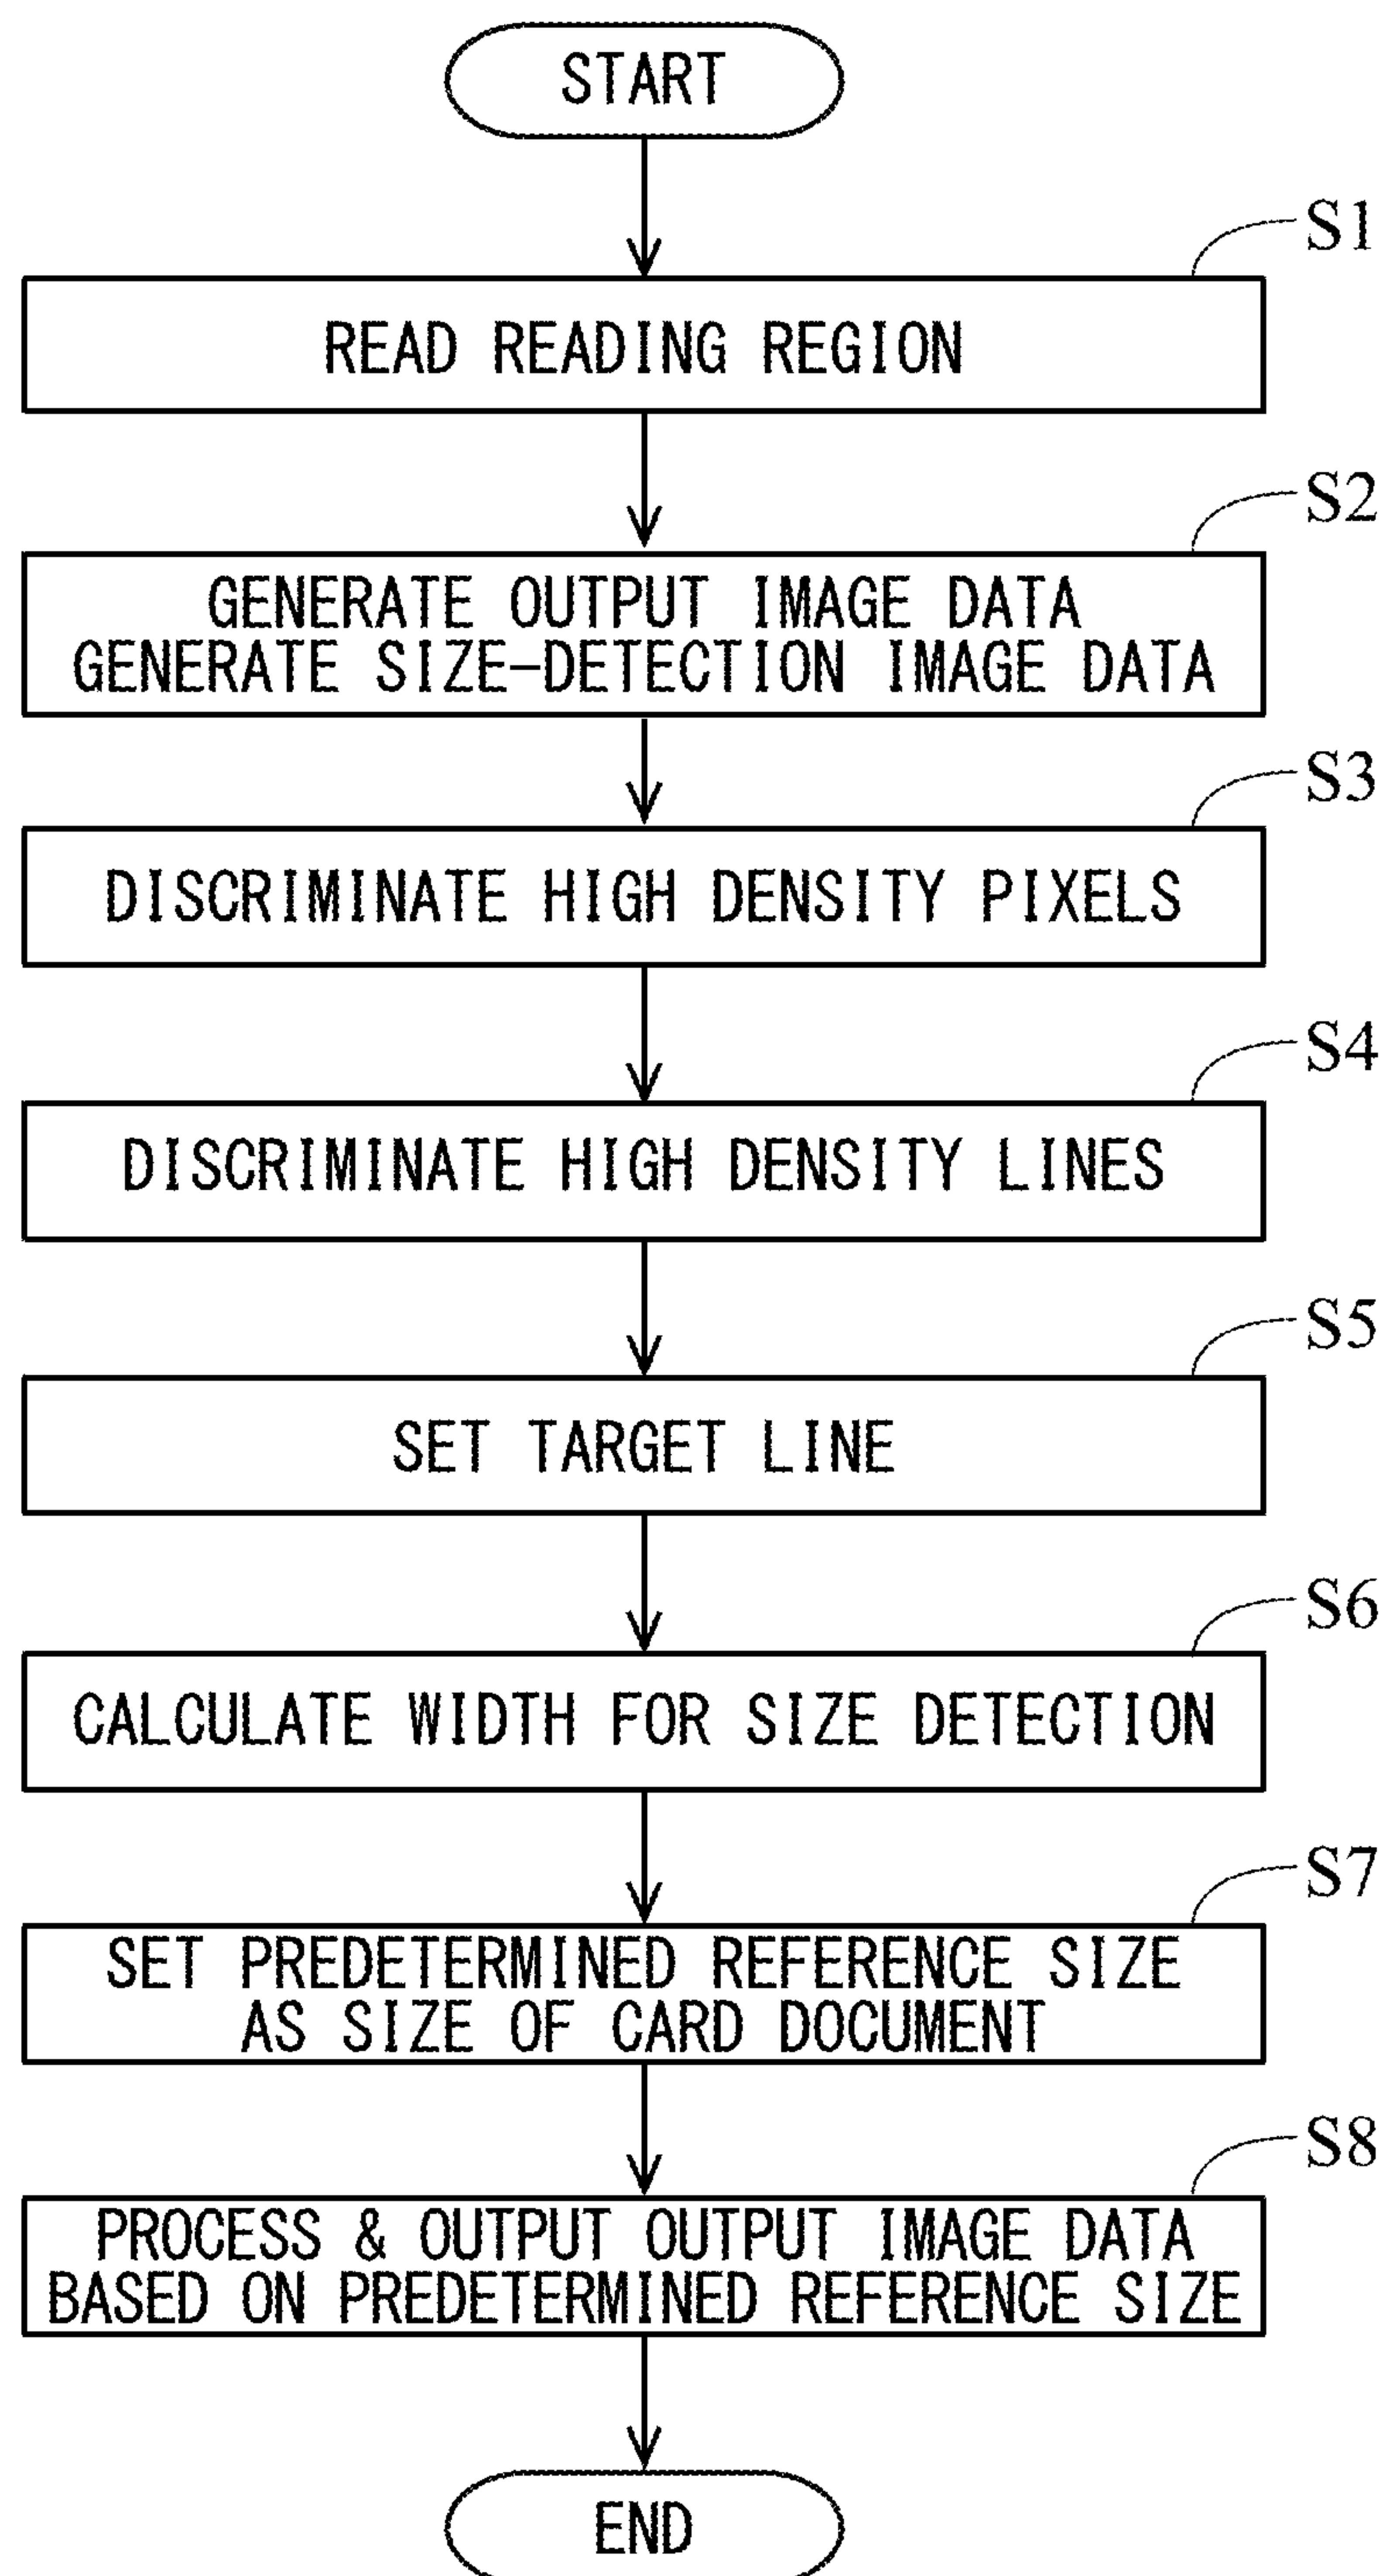 START
S1
READ READING REGION
S2
GENERATE OUTPUT IMAGE DATA
GENERATE SIZE-DETECTION IMAGE DATA
S3
DISCRIMINATE HIGH DENSITY PIXELS
S4
DISCRIMINATE HIGH DENSITY LINES
S5
SET TARGET LINE
S6
CALCULATE WIDTH FOR SIZE DETECTION
S7
SET PREDETERMINED REFERENCE SIZE
AS SIZE OF CARD DOCUMENT
S8
PROCESS & OUTPUT OUTPUT IMAGE DATA
BASED ON PREDETERMINED REFERENCE SIZE
END